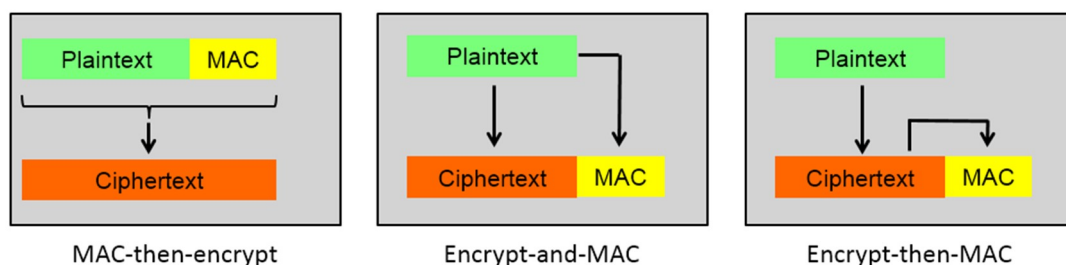 Plaintext MAC
Ciphertext
MAC-then-encrypt
Plaintext
Ciphertext MAC
Encrypt-and-MAC
Plaintext
Ciphertext MAC
Encrypt-then-MAC